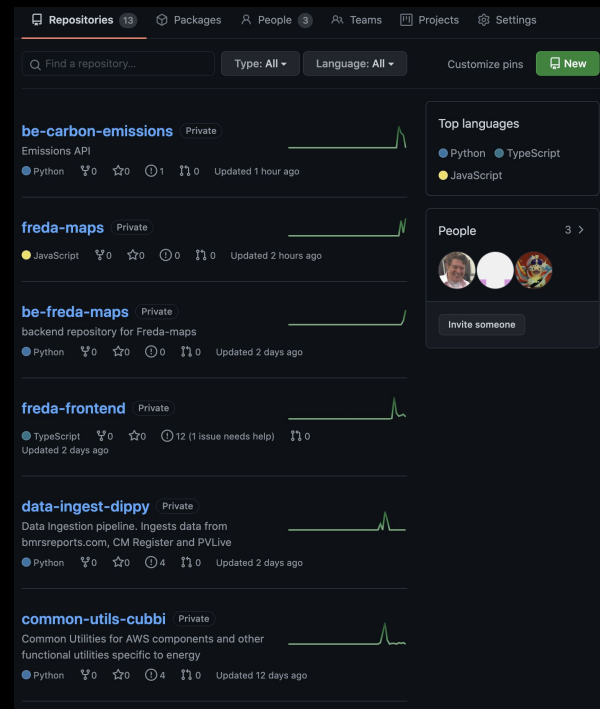 Repositories 13 Packages People 3 Teams Projects Settings
Find a repository... Type: All Language: All Customize pins New
be-carbon-emissions Private
Emissions API
Python 0 0 1 0 Updated 1 hour ago
freda-maps Private
JavaScript 0 0 0 0 Updated 2 hours ago
be-freda-maps Private
backend repository for Freda-maps
Python 0 0 0 0 Updated 2 days ago
freda-frontend Private
TypeScript 0 0 12 (1 issue needs help) 0
Updated 2 days ago
data-ingest-dippy Private
Data Ingestion pipeline. Ingests data from
bmrsreports.com, CM Register and PVLive
Python 0 0 4 0 Updated 2 days ago
common-utils-cubbi Private
Common Utilities for AWS components and other
functional utilities specific to energy
Python 0 0 4 0 Updated 12 days ago
Top languages
Python TypeScript
JavaScript
People 3
Invite someone